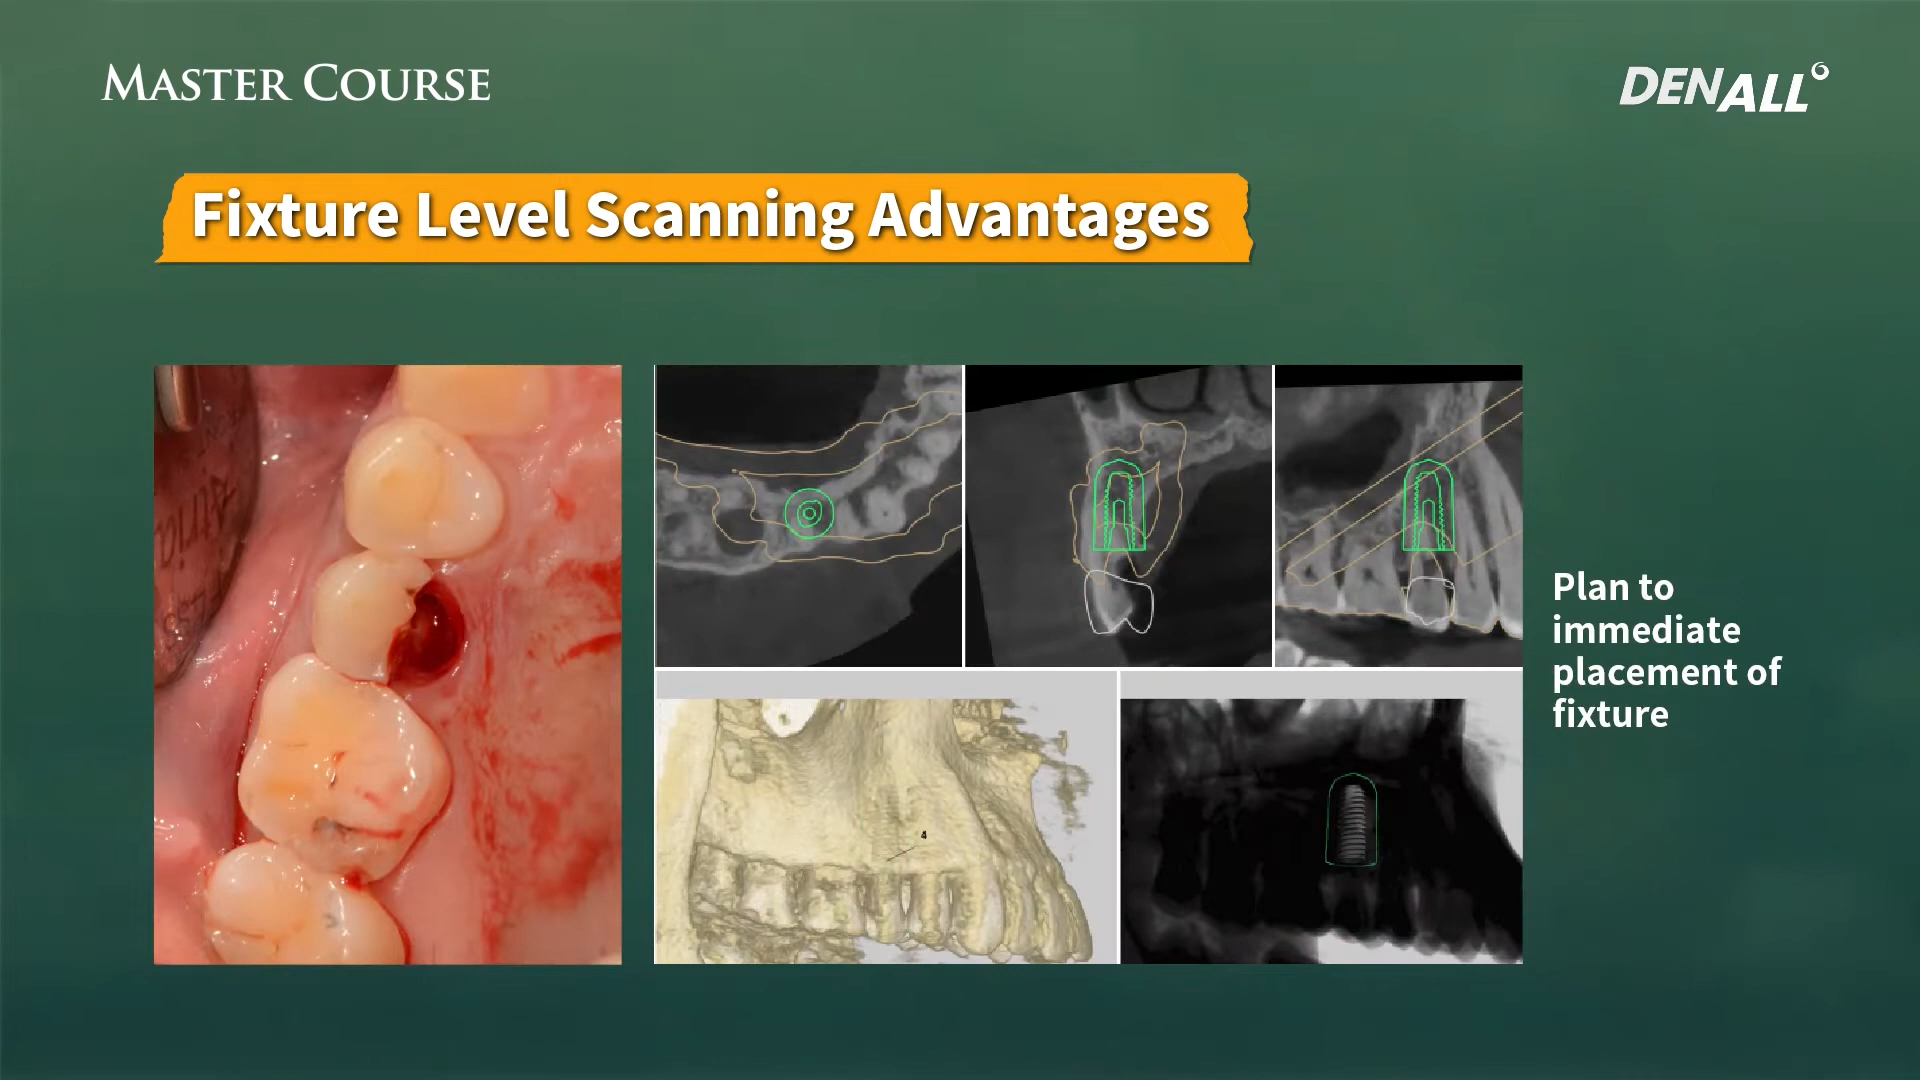 MASTER COURSE
DENALL
Fixture Level Scanning Advantages
4
Plan to
immediate
placement of
fixture